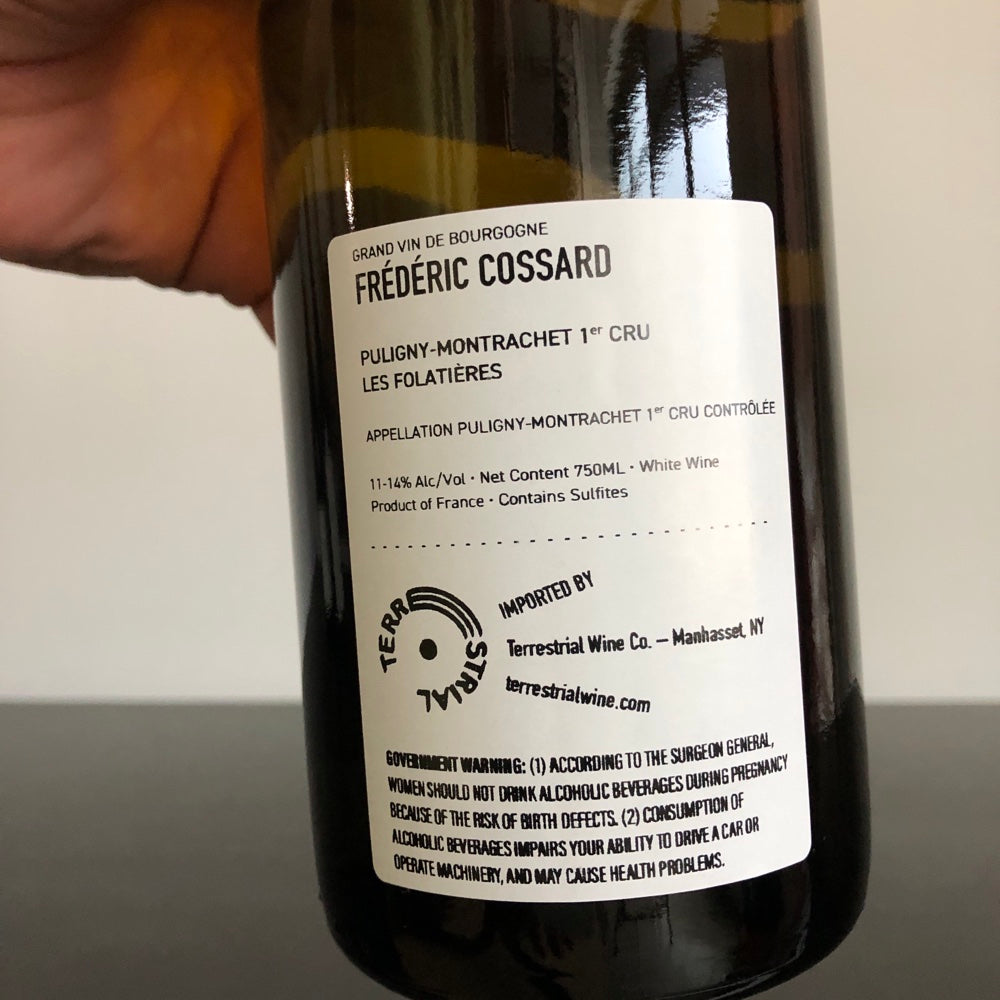 GRAND VIN DE BOURGOGNE
FRÉDÉRIC COSSARD
PULIGNY-MONTRACHET 1er CRU
LES FOLATIÈRES
APPELLATION PULIGNY-MONTRACHET 1er CRU CONTRÔLÉE
11-14% Alc/Vol • Net Content 750ML • White Wine
Product of France • Contains Sulfites
TERR STRIAL
IMPORTED BY
Terrestrial Wine Co. – Manhasset, NY
terrestrialwine.com
GOVERNMENT WARNING: (1) ACCORDING TO THE SURGEON GENERAL,
WOMEN SHOULD NOT DRINK ALCOHOLIC BEVERAGES DURING PREGNANCY
BECAUSE OF THE RISK OF BIRTH DEFECTS. (2) CONSUMPTION OF
ALCOHOLIC BEVERAGES IMPAIRS YOUR ABILITY TO DRIVE A CAR OR
OPERATE MACHINERY, AND MAY CAUSE HEALTH PROBLEMS.